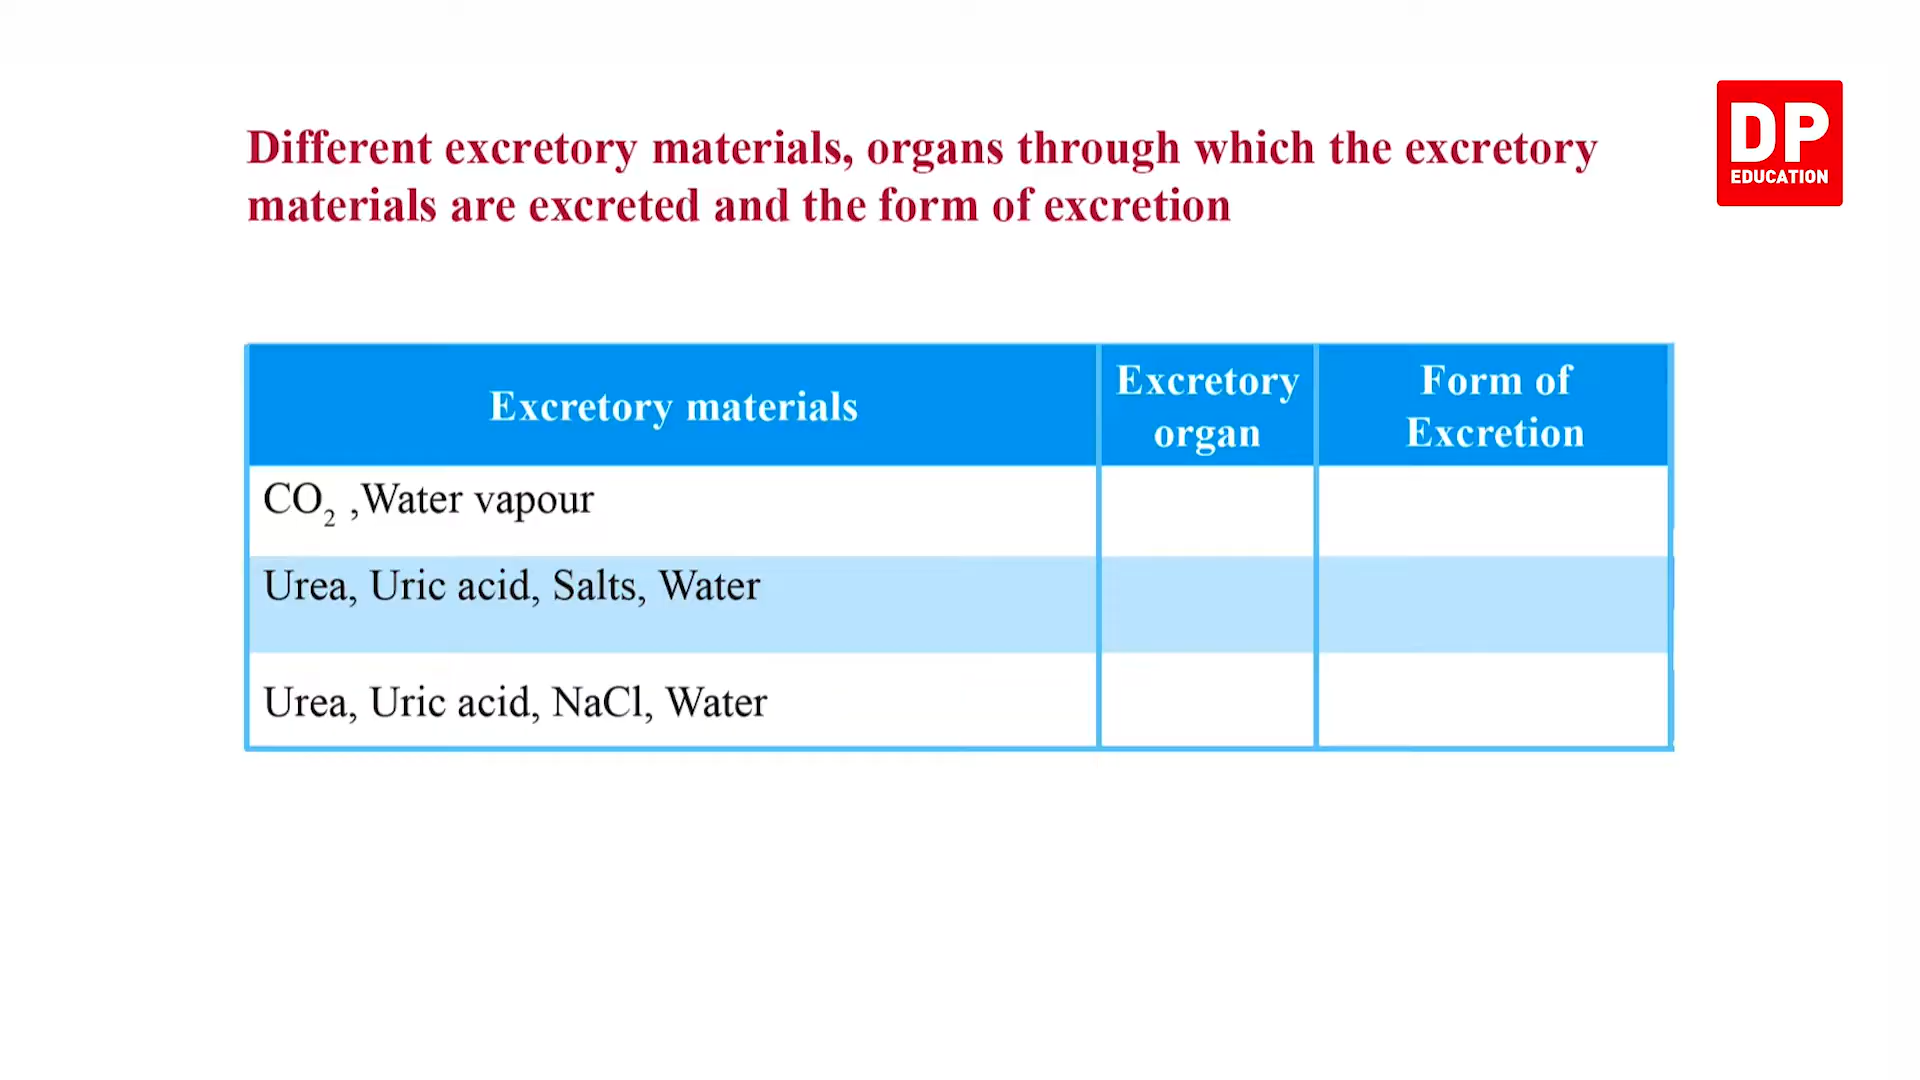 DP
EDUCATION
Different excretory materials, organs through which the excretory
materials are excreted and the form of excretion
Excretory materials
Excretory
organ
Form of
Excretion
CO₂ ,Water vapour
Urea, Uric acid, Salts, Water
Urea, Uric acid, NaCl, Water